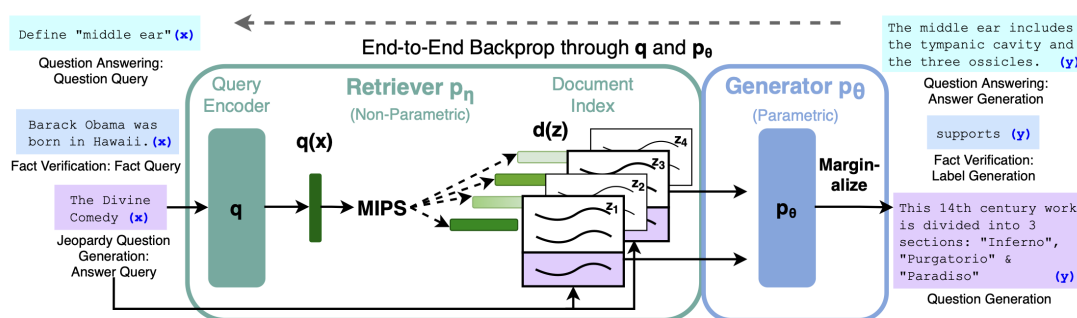 End-to-End Backprop through q and pθ
Define "middle ear" (x)
Question Answering:
Question Query
Barack Obama was
born in Hawaii. (x)
Fact Verification: Fact Query
The Divine
Comedy (x)
Jeopardy Question
Generation:
Answer Query
Query
Encoder
q
q(x)
Retriever pη
(Non-Parametric)
MIPS
Document
Index
d(z)
z4
z3
z2
z1
Generator pθ
(Parametric)
pθ
Margin-
alize
The middle ear includes
the tympanic cavity and
the three ossicles. (y)
Question Answering:
Answer Generation
supports (y)
Fact Verification:
Label Generation
This 14th century work
is divided into 3
sections: "Inferno",
"Purgatorio" &
"Paradiso" (y)
Question Generation